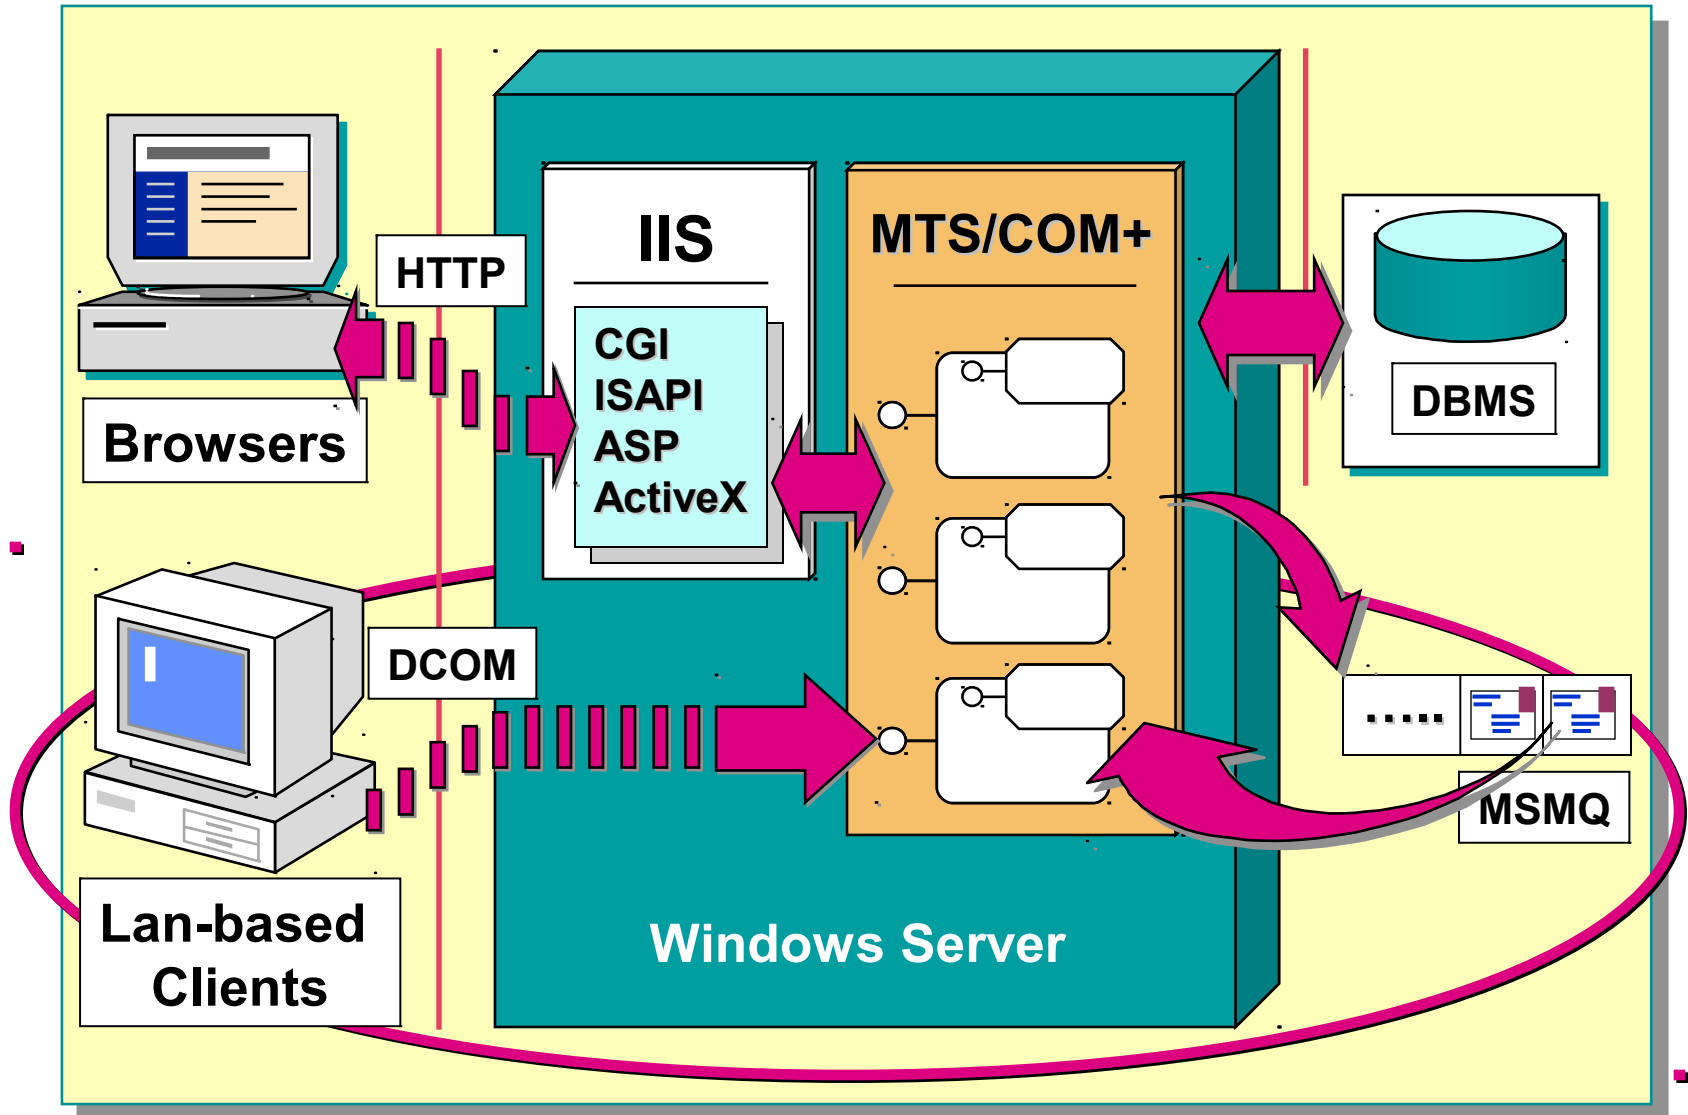 IIS
MTS/COM+
HTTP
CGI
ISAPI
ASP
ActiveX
DBMS
Browsers
DCOM
MSMQ
Lan-based
Clients
Windows Server